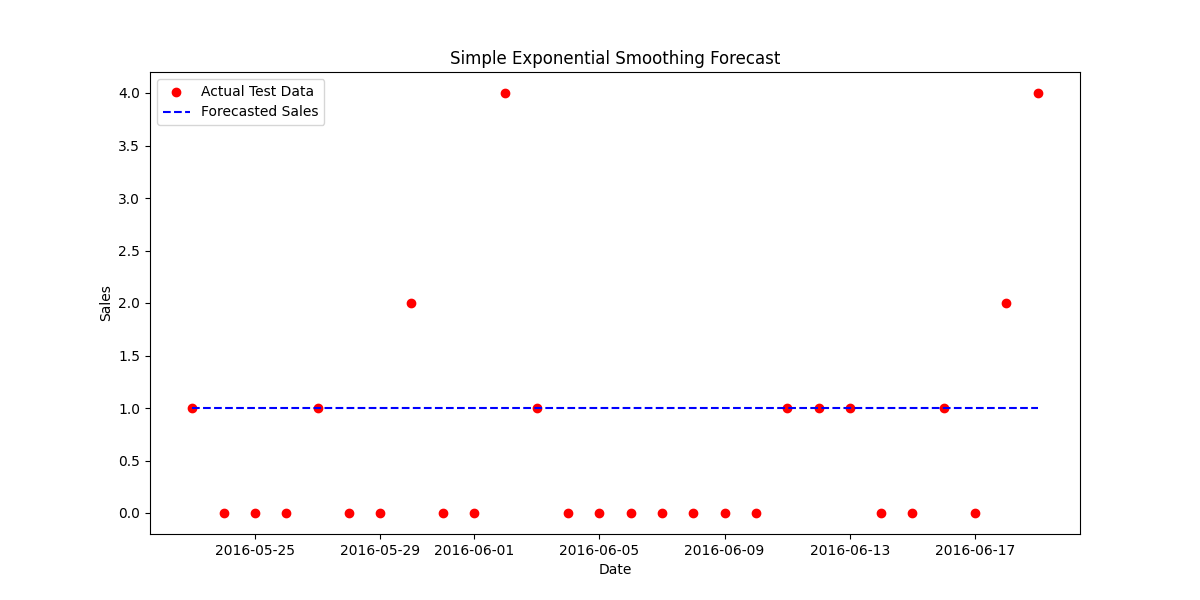 Simple Exponential Smoothing Forecast
Actual Test Data
Forecasted Sales
4.0
3.5
3.0
2.5
2.0
1.5
1.0
0.5
0.0
Sales
2016-05-25 2016-05-29 2016-06-01 2016-06-05 2016-06-09 2016-06-13 2016-06-17
Date